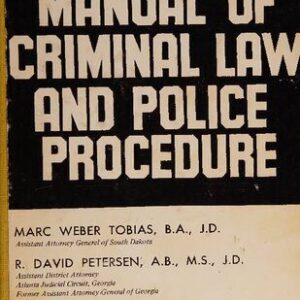 MANUAL OF
CRIMINAL LAW
AND POLICE
PROCEDURE
MARC WEBER TOBIAS, B.A., J.D.
Assistant Attorney General of South Dakota
R. DAVID PETERSEN, A.B., M.S., J.D.
Assistant District Attorney
Atlanta Judicial Circuit, Georgia
Former Assistant Attorney General of Georgia